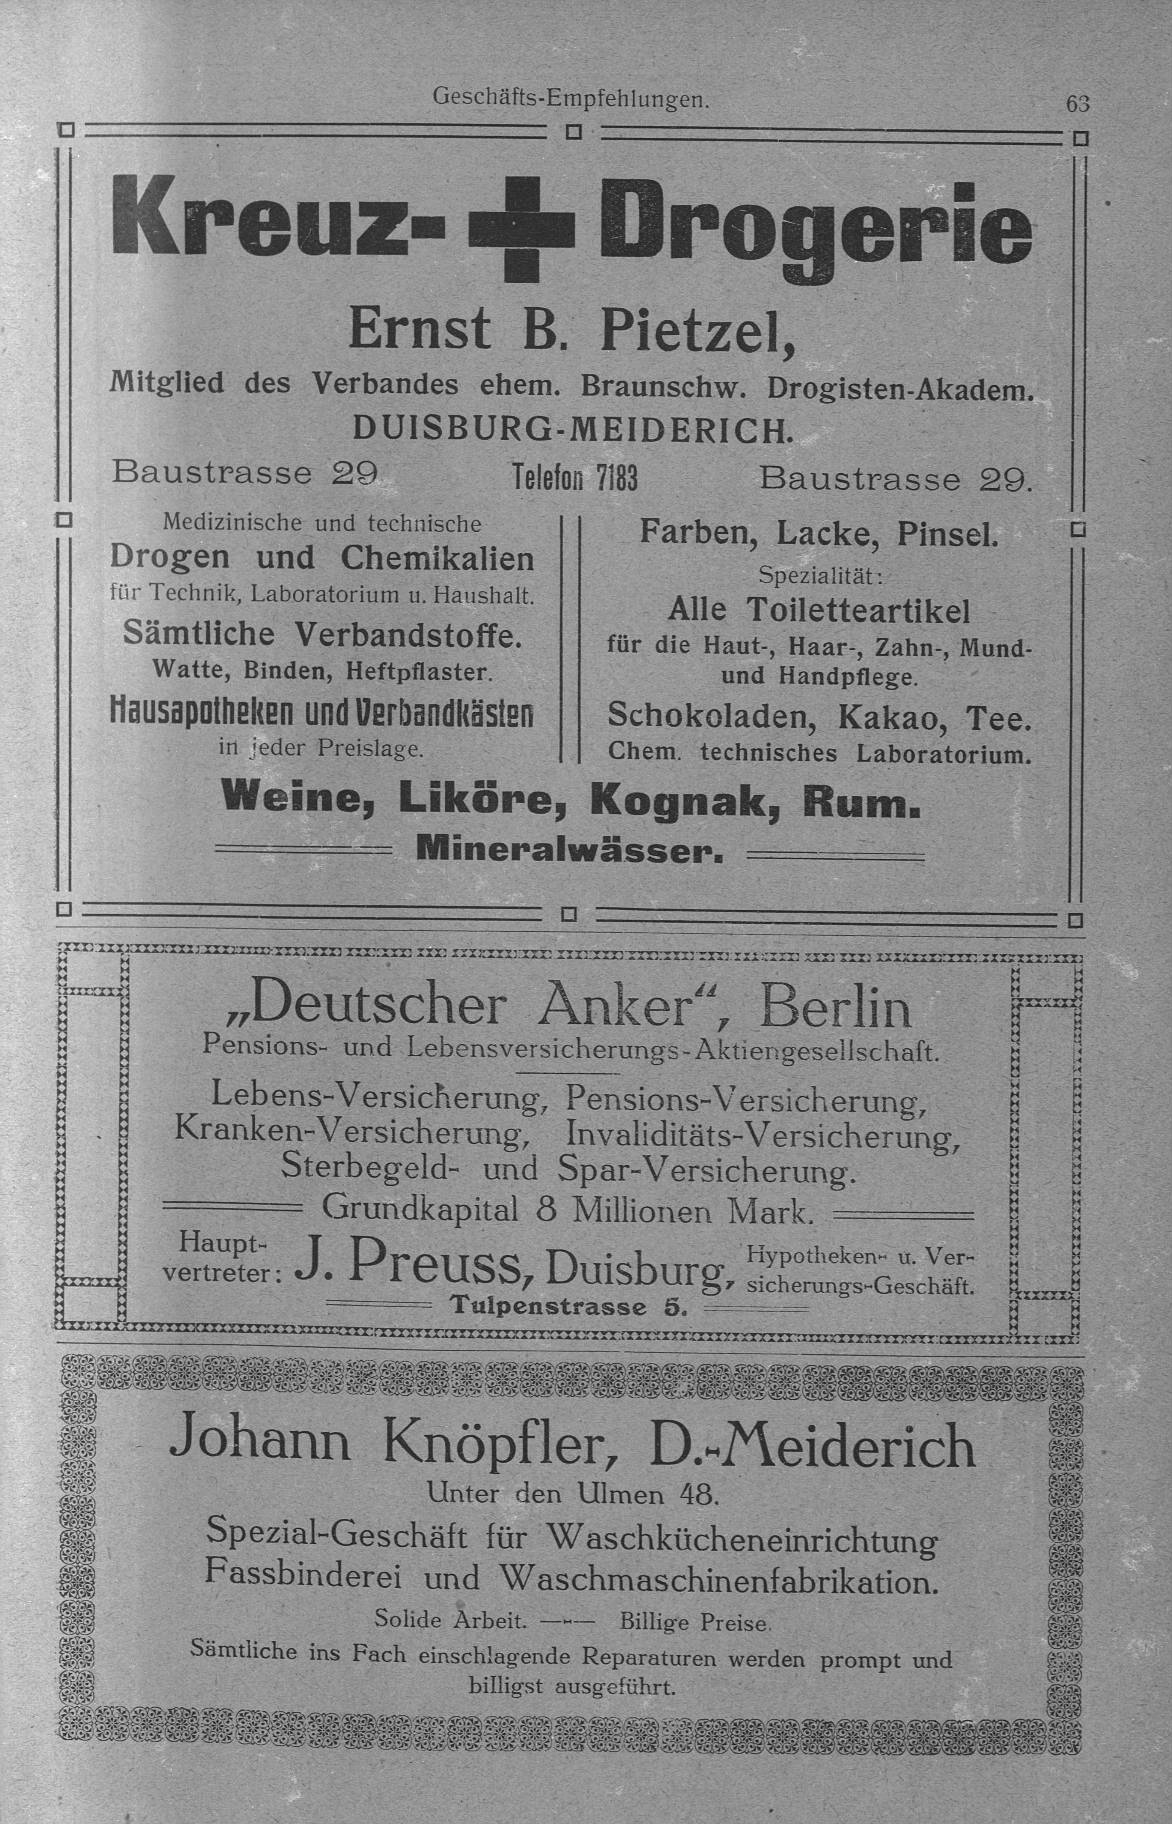 Geschäfts-Empfehlungen.
63
Kreuz- Drogerie
Ernst B. Pietzel,
Mitglied des Verbandes ehem. Braunschw. Drogisten-Akadem.
DUISBURG-MEIDERICH.
Baustrasse 29 Telefon 7183 Baustrasse 29.
Medizinische und technische
Drogen und Chemikalien
für Technik, Laboratorium u. Haushalt.
Sämtliche Verbandstoffe.
Watte, Binden, Heftpflaster.
Hausapotheken und Verbandkästen
in jeder Preislage.
Farben, Lacke, Pinsel.
Spezialität:
Alle Toiletteartikel
für die Haut-, Haar-, Zahn-, Mund-
und Handpflege.
Schokoladen, Kakao, Tee.
Chem. technisches Laboratorium.
Weine, Liköre, Kognak, Rum.
Mineralwässer.
„Deutscher Anker“, Berlin
Pensions- und Lebensversicherungs-Aktiengesellschaft.
Lebens-Versicherung, Pensions-Versicherung,
Kranken-Versicherung, Invaliditäts-Versicherung,
Sterbegeld- und Spar-Versicherung.
Grundkapital 8 Millionen Mark.
Haupt-
vertreter:
J. Preuss, Duisburg,
Hypotheken- u. Ver-
sicherungs-Geschäft.
Tulpenstrasse 5.
Johann Knöpfler, D.-Meiderich
Unter den Ulmen 48.
Spezial-Geschäft für Waschkücheneinrichtung
Fassbinderei und Waschmaschinenfabrikation.
Solide Arbeit. — Billige Preise.
Sämtliche ins Fach einschlagende Reparaturen werden prompt und
billigst ausgeführt.